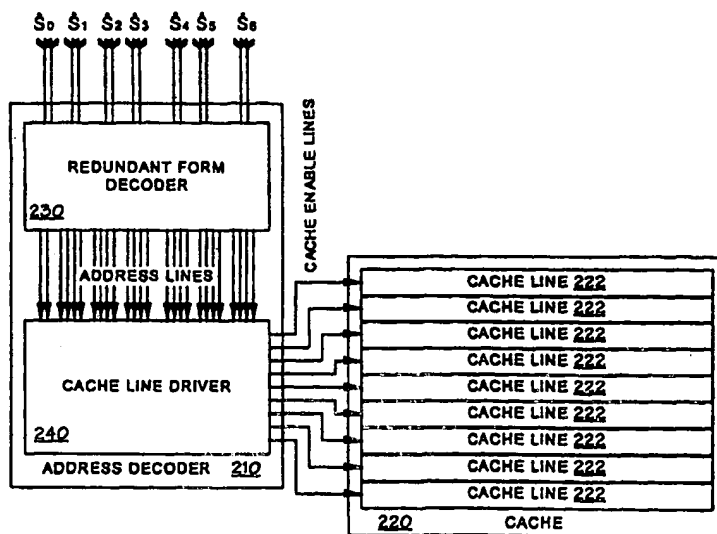 Ŝ0 Ŝ1 Ŝ2 Ŝ3 Ŝ4 Ŝ5 Ŝ6
REDUNDANT FORM
DECODER
230
CACHE ENABLE LINES
ADDRESS LINES
CACHE LINE DRIVER
240
ADDRESS DECODER 210
CACHE LINE 222
CACHE LINE 222
CACHE LINE 222
CACHE LINE 222
CACHE LINE 222
CACHE LINE 222
CACHE LINE 222
CACHE LINE 222
CACHE LINE 222
220 CACHE